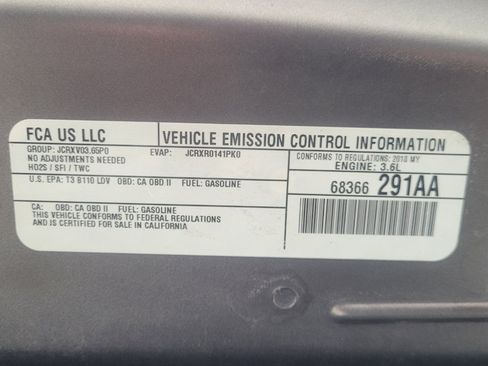 FCA US LLC
VEHICLE EMISSION CONTROL INFORMATION
GROUP: JCRXV03.65P0
EVAP: JCRXR0141PK0
NO ADJUSTMENTS NEEDED
HO2S / SFI / TWC
CONFORMS TO REGULATIONS: 2018 MY
ENGINE: 3.6L
U.S. EPA: T3 B110 LDV OBD: CA OBD II FUEL: GASOLINE
68366 291AA
CA: OBD: CA OBD II FUEL: GASOLINE
THIS VEHICLE CONFORMS TO FEDERAL REGULATIONS
AND IS CERTIFIED FOR SALE IN CALIFORNIA